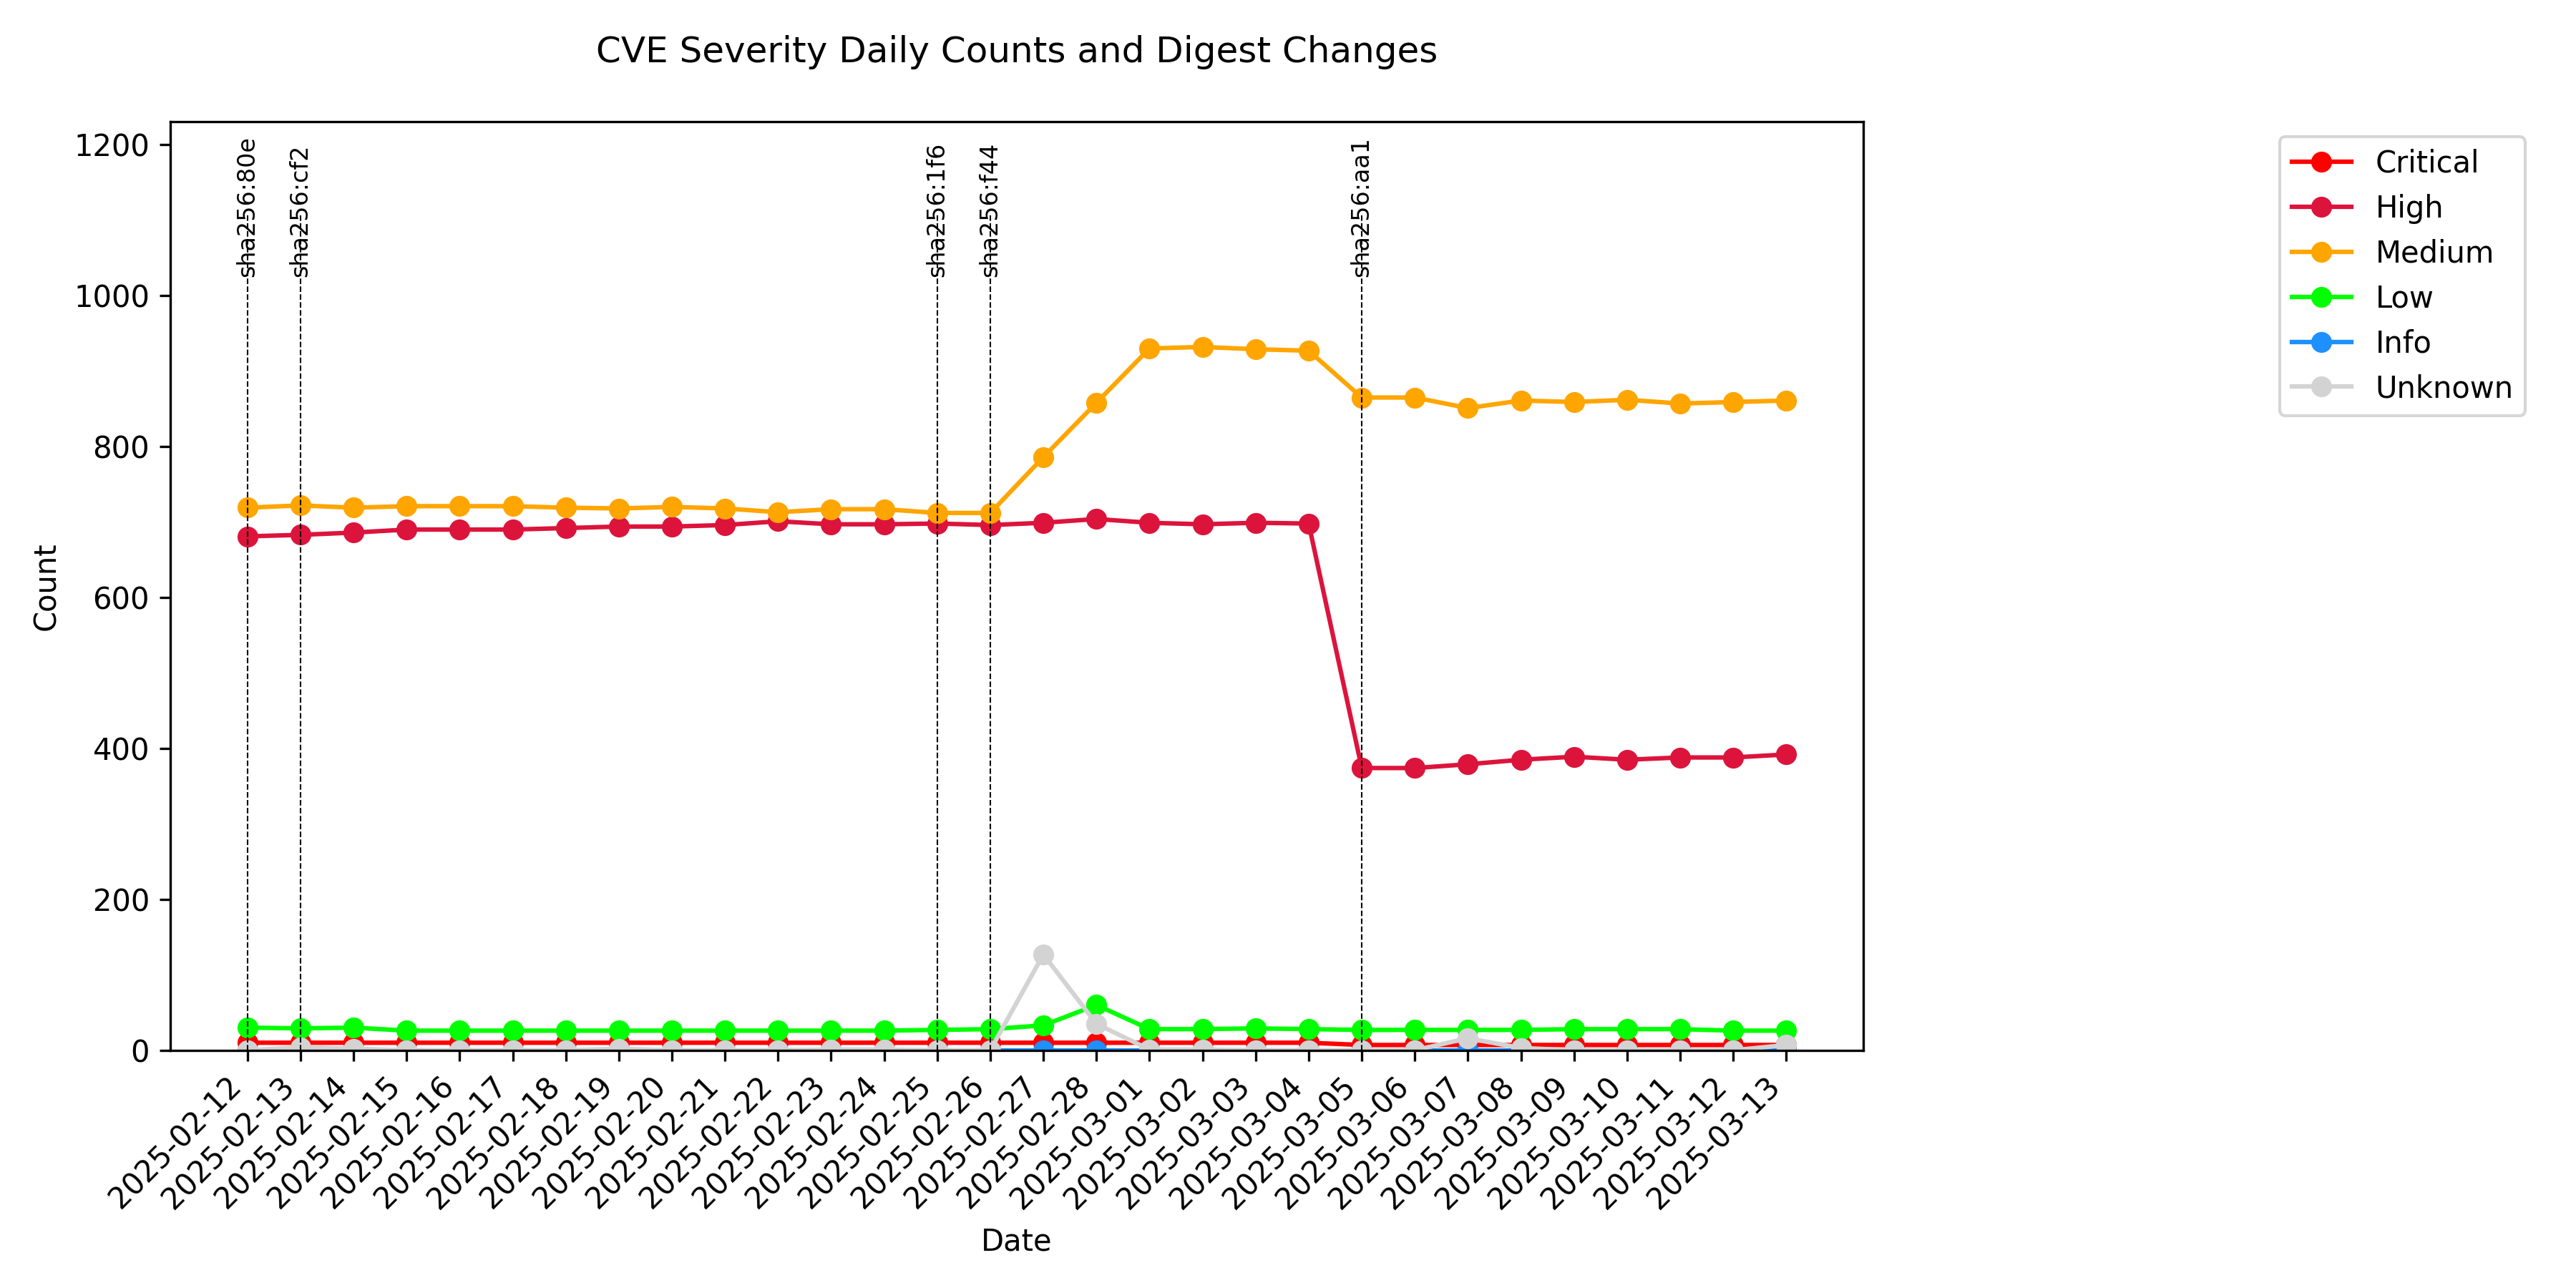 CVE Severity Daily Counts and Digest Changes
1200
1000
800
600
400
200
0
Count
sha256:80e
sha256:cf2
sha256:1f6
sha256:f44
sha256:aa1
Critical
High
Medium
Low
Info
Unknown
2025-02-12
2025-02-13
2025-02-14
2025-02-15
2025-02-16
2025-02-17
2025-02-18
2025-02-19
2025-02-20
2025-02-21
2025-02-22
2025-02-23
2025-02-24
2025-02-25
2025-02-26
2025-02-27
2025-02-28
2025-03-01
2025-03-02
2025-03-03
2025-03-04
2025-03-05
2025-03-06
2025-03-07
2025-03-08
2025-03-09
2025-03-10
2025-03-11
2025-03-12
2025-03-13
Date